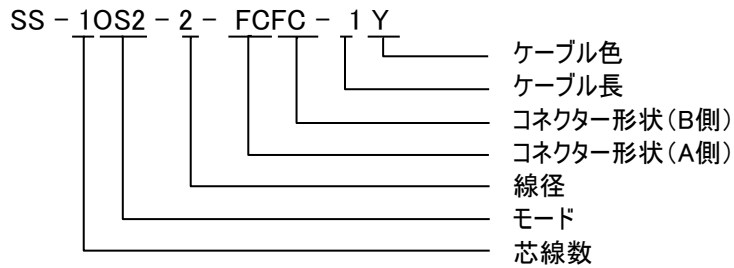 SS - 1OS2 - 2 - FCFC - 1 Y
ケーブル色
ケーブル長
コネクター形状(B側)
コネクター形状(A側)
線径
モード
芯線数